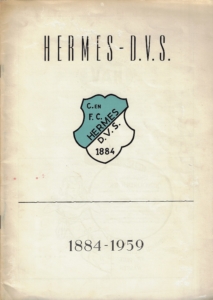 HERMES - D.V.S.
C. EN
F. C.
HERMES
D. V. S.
1884
1884-1959